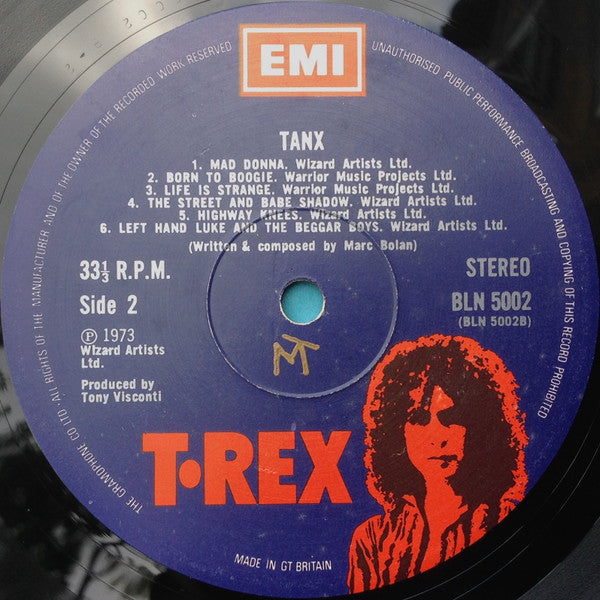 EMI
TANX
1. MAD DONNA. Wizard Artists Ltd.
2. BORN TO BOOGIE. Warrior Music Projects Ltd.
3. LIFE IS STRANGE. Warrior Music Projects Ltd.
4. THE STREET AND BABE SHADOW. Wizard Artists Ltd.
5. HIGHWAY KNEES. Wizard Artists Ltd.
6. LEFT HAND LUKE AND THE BEGGAR BOYS. Wizard Artists Ltd.
(Written & composed by Marc Bolan)
33⅓ R.P.M.
Side 2
Ⓟ 1973
Wizard Artists
Ltd.
Produced by
Tony Visconti
STEREO
BLN 5002
(BLN 5002B)
MT
T•REX
MADE IN GT BRITAIN
THE GRAMOPHONE CO LTD • ALL RIGHTS OF THE MANUFACTURER AND OF THE OWNER OF THE RECORDED WORK RESERVED
UNAUTHORISED PUBLIC PERFORMANCE BROADCASTING AND COPYING OF THIS RECORD PROHIBITED